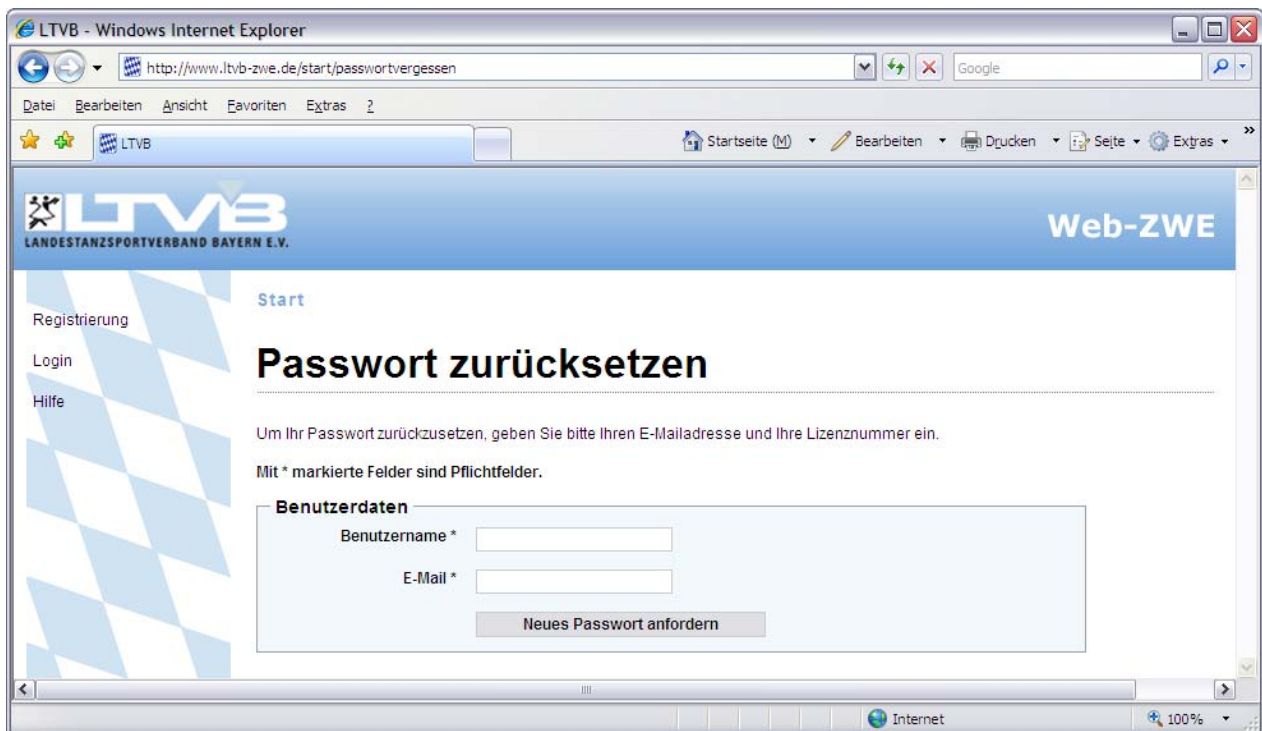 LTVB - Windows Internet Explorer
http://www.ltvb-zwe.de/start/passwortvergessen
Google
Datei Bearbeiten Ansicht Favoriten Extras ?
LTVB
Startseite (M) Bearbeiten Drucken Seite Extras »
LTVB
LANDESTANZSPORTVERBAND BAYERN E.V.
Web-ZWE
Registrierung
Login
Hilfe
Start
Passwort zurücksetzen
Um Ihr Passwort zurückzusetzen, geben Sie bitte Ihren E-Mailadresse und Ihre Lizenznummer ein.
Mit * markierte Felder sind Pflichtfelder.
Benutzerdaten
Benutzername *
E-Mail *
Neues Passwort anfordern
Internet
100%